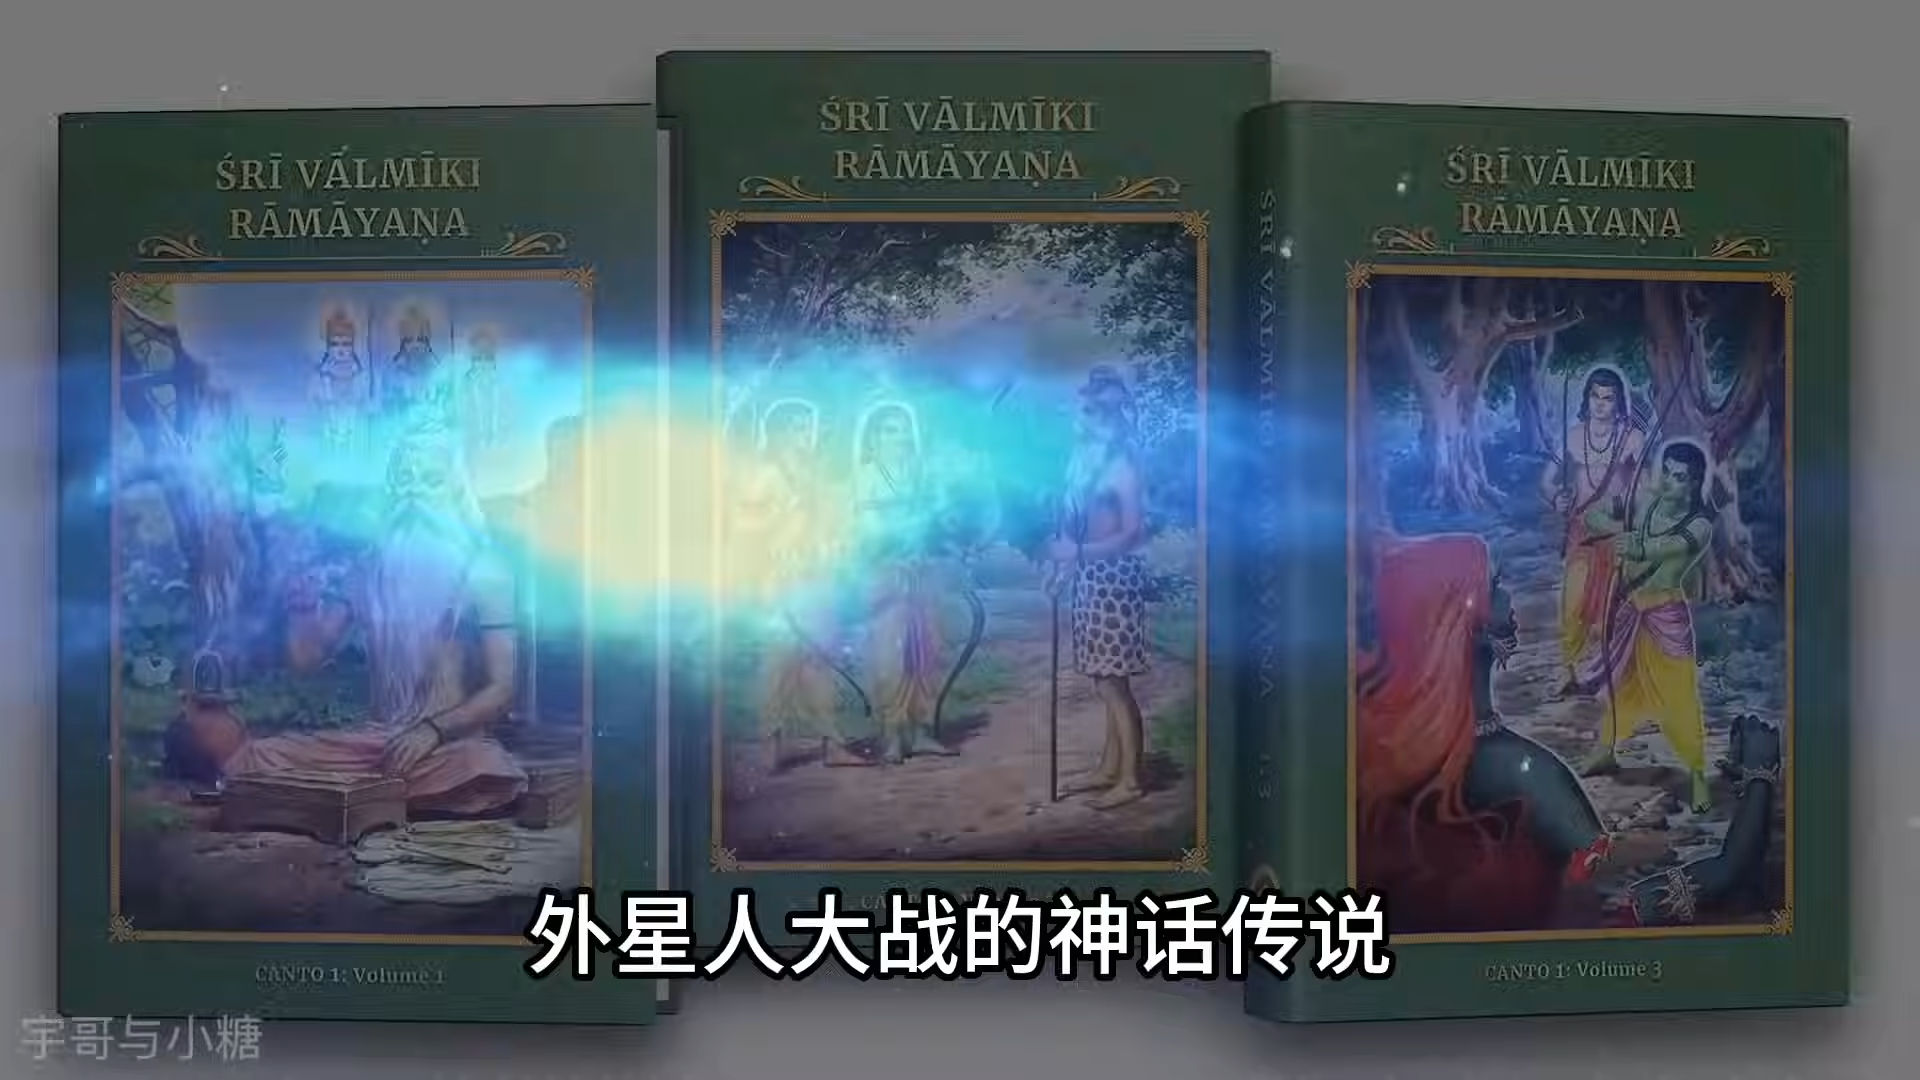 ŚRĪ VĀLMĪKI
RĀMĀYAṆA
CANTO 1: Volume 1
ŚRĪ VĀLMĪKI
RĀMĀYAṆA
ŚRĪ VĀLMĪKI
RĀMĀYAṆA
CANTO 1: Volume 3
外星人大战的神话传说
宇哥与小糖